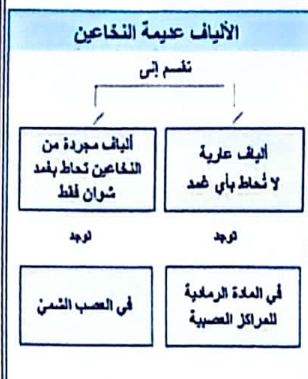 الألياف عديمة النخاعين
تقسم إلى
ألياف عارية
لا تُحاط بأي غمد
ألياف مجردة من
النخاعين تحاط بغمد
شوان فقط
توجد
توجد
في المادة الرمادية
للمراكز العصبية
في العصب الشمي